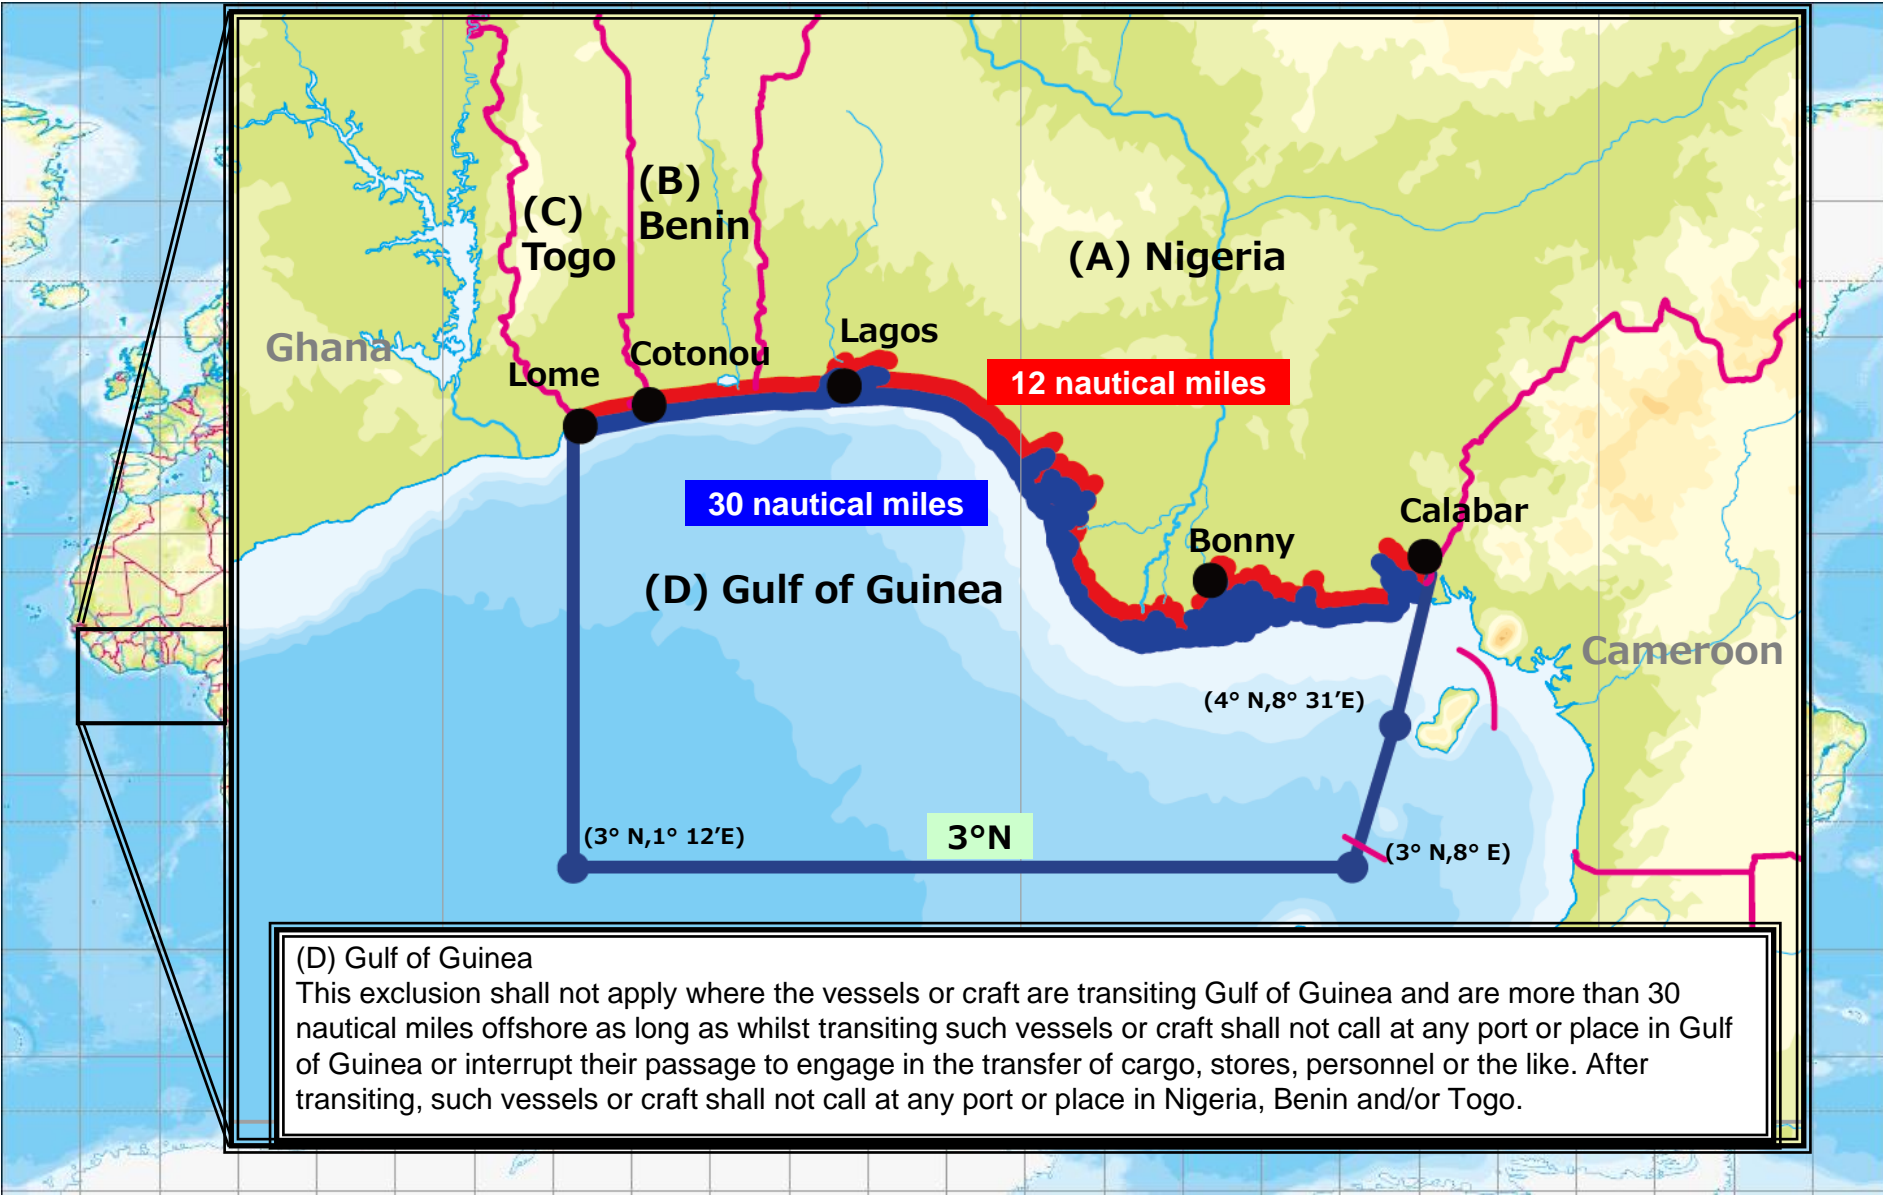 (B)
Benin
(C)
Togo
(A) Nigeria
Ghana
Lagos
Cotonou
Lome
12 nautical miles
30 nautical miles
Calabar
Bonny
(D) Gulf of Guinea
Cameroon
(4° N,8° 31’E)
(3° N,1° 12’E)
3°N
(3° N,8° E)
(D) Gulf of Guinea
This exclusion shall not apply where the vessels or craft are transiting Gulf of Guinea and are more than 30
nautical miles offshore as long as whilst transiting such vessels or craft shall not call at any port or place in Gulf
of Guinea or interrupt their passage to engage in the transfer of cargo, stores, personnel or the like. After
transiting, such vessels or craft shall not call at any port or place in Nigeria, Benin and/or Togo.